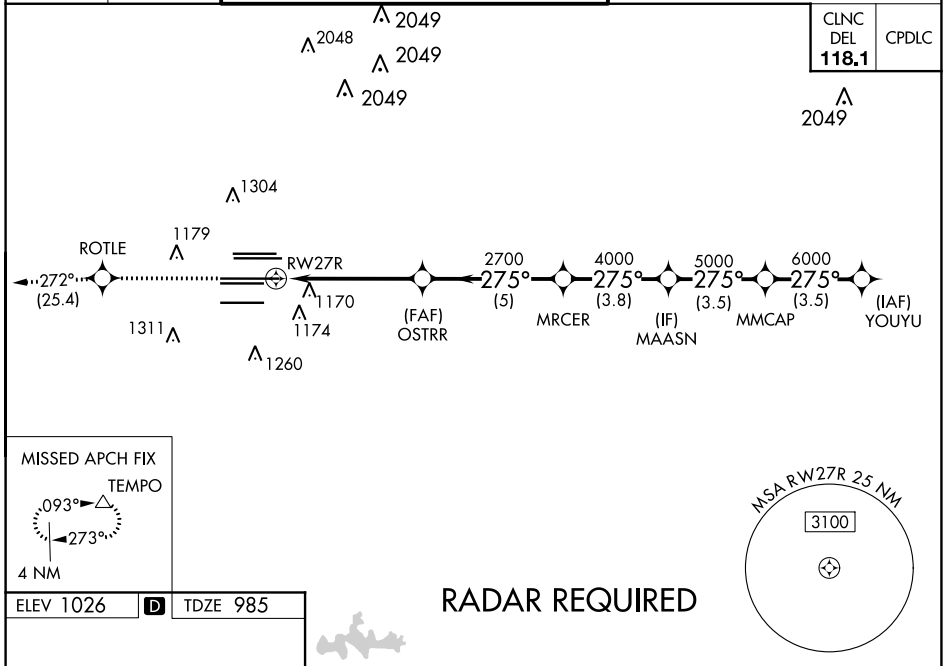 2049
2048
2049
2049
CLNC
DEL
118.1
CPDLC
2049
1304
1179
ROTLE
RW27R
272°
(25.4)
1170
1174
1311
1260
(FAF)
OSTRR
2700
275°
(5)
MRCER
4000
275°
(3.8)
(IF)
MAASN
5000
275°
(3.5)
MMCAP
6000
275°
(3.5)
(IAF)
YOUYU
MISSED APCH FIX
TEMPO
093°
273°
4 NM
MSA RW27R 25 NM
3100
ELEV 1026
D
TDZE 985
RADAR REQUIRED